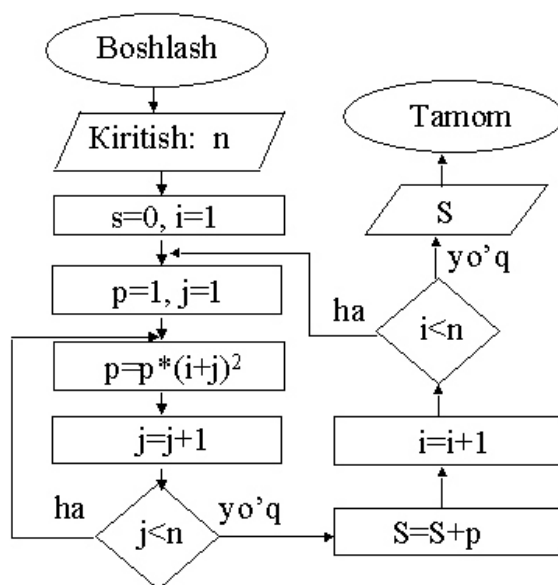 Boshlash
Kiritish: n
s=0, i=1
p=1, j=1
p=p*(i+j)²
j=j+1
j<n
ha
yo’q
S=S+p
i=i+1
i<n
ha
yo’q
S
Tamom